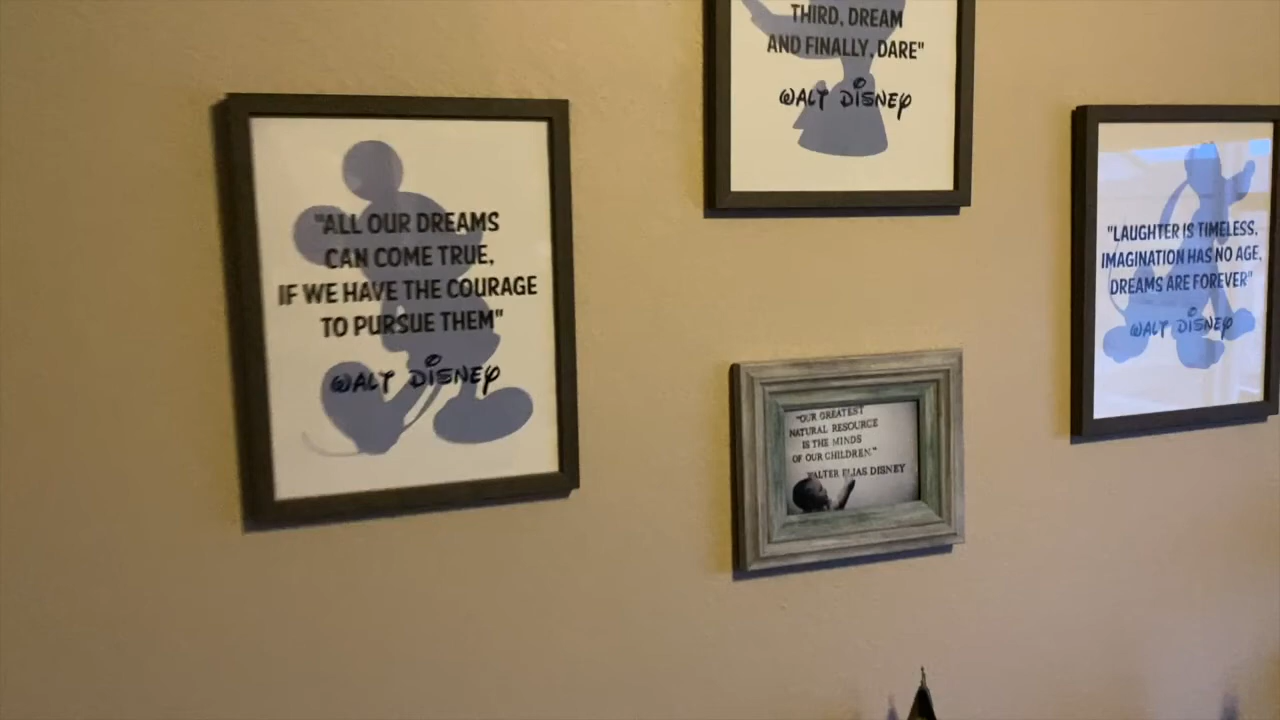 "ALL OUR DREAMS
CAN COME TRUE,
IF WE HAVE THE COURAGE
TO PURSUE THEM"
WALT DISNEY
THIRD, DREAM
AND FINALLY, DARE"
WALT DISNEY
"OUR GREATEST
NATURAL RESOURCE
IS THE MINDS
OF OUR CHILDREN."
WALTER ELIAS DISNEY
"LAUGHTER IS TIMELESS,
IMAGINATION HAS NO AGE,
DREAMS ARE FOREVER"
WALT DISNEY